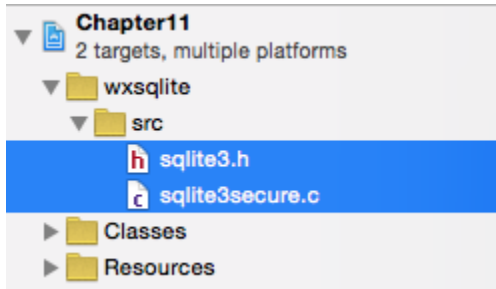 Chapter11
2 targets, multiple platforms
wxsqlite
src
h sqlite3.h
c sqlite3secure.c
Classes
Resources